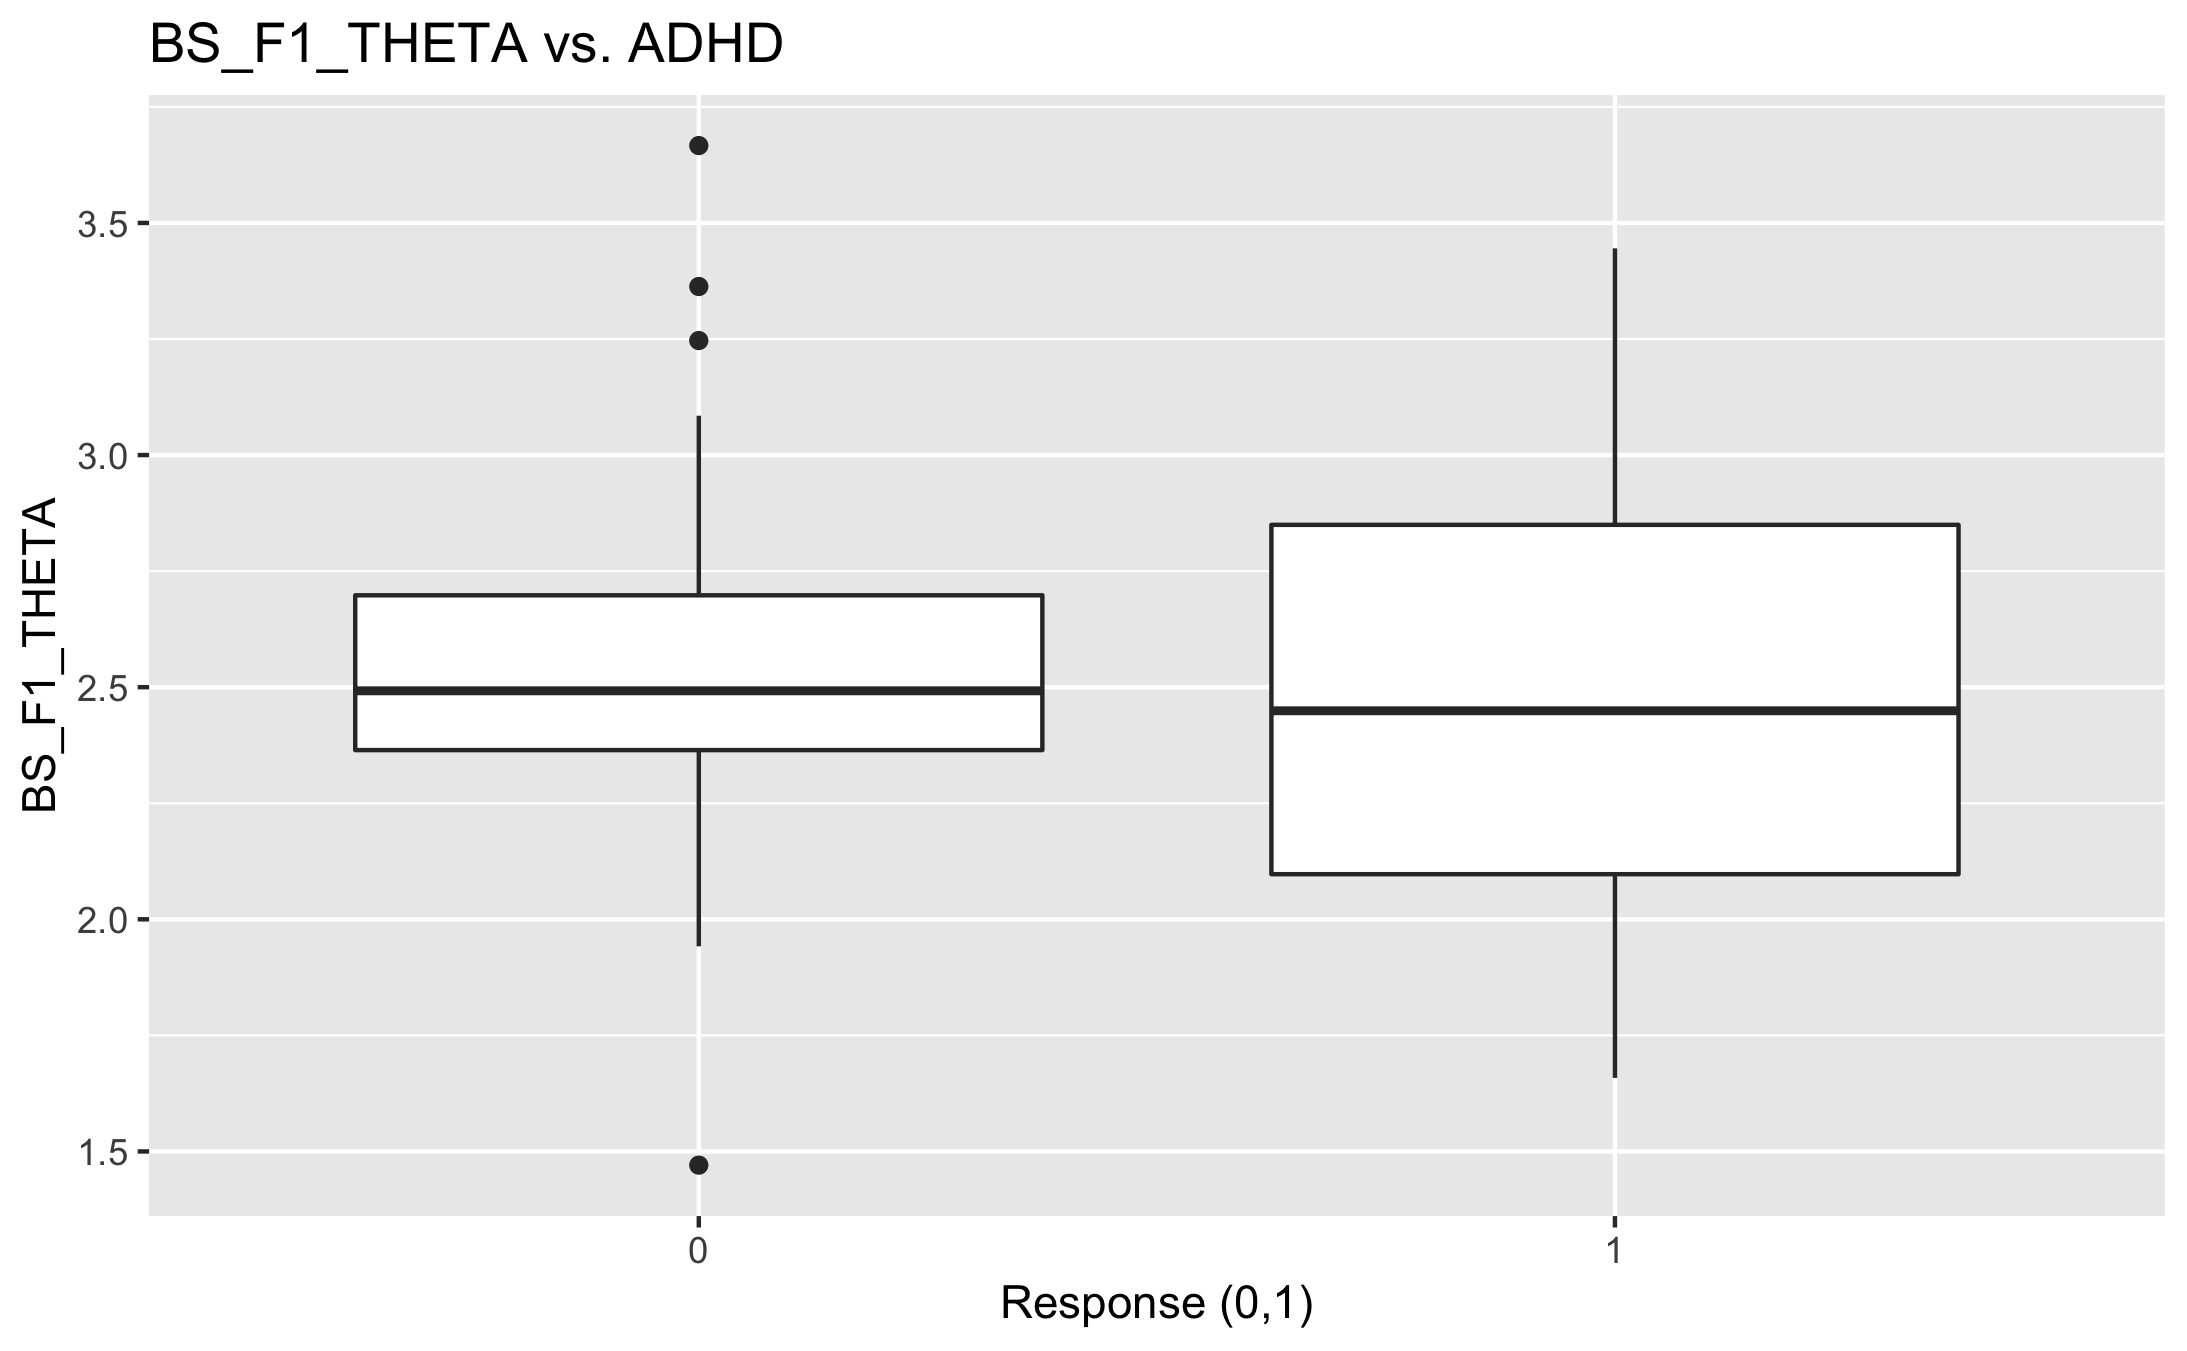 BS_F1_THETA vs. ADHD
BS_F1_THETA
3.5
3.0
2.5
2.0
1.5
0
1
Response (0,1)